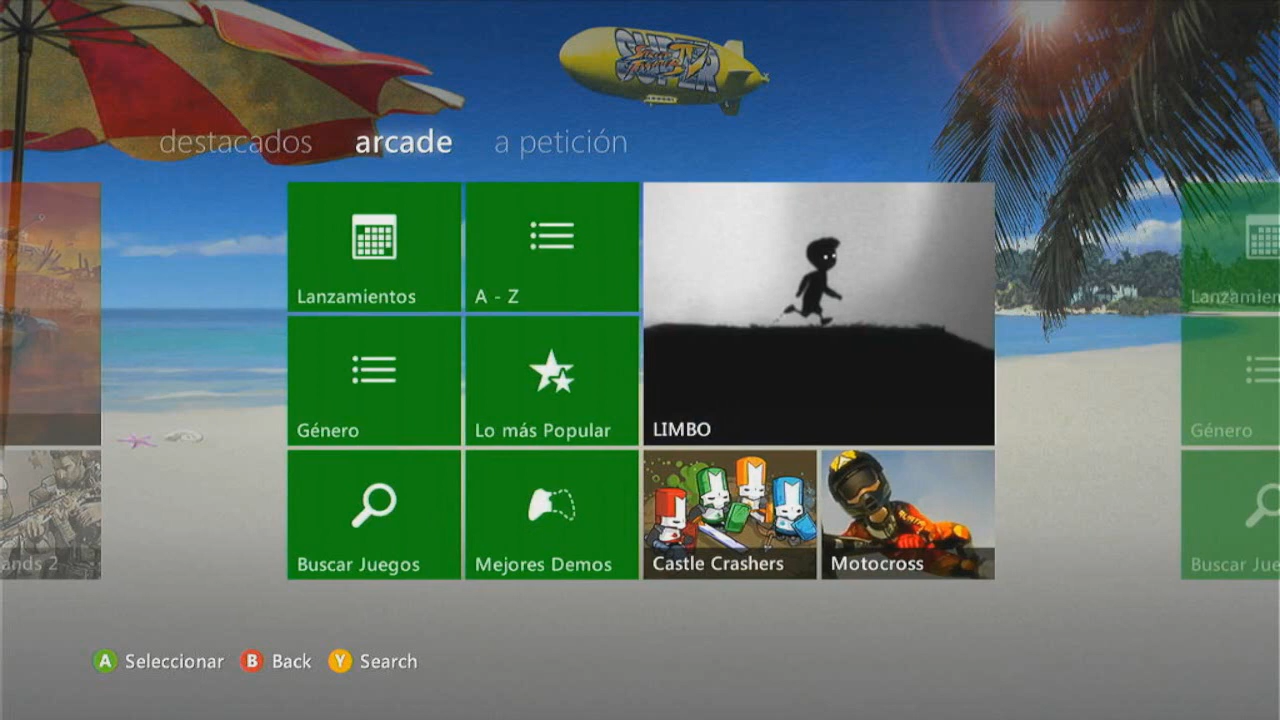 SUPER
destacados arcade a petición
Lanzamientos
A - Z
Género
Lo más Popular
LIMBO
Buscar Juegos
Mejores Demos
Castle Crashers
Motocross
ands 2
Lanzamien
Género
Buscar Jue
A Seleccionar B Back Y Search